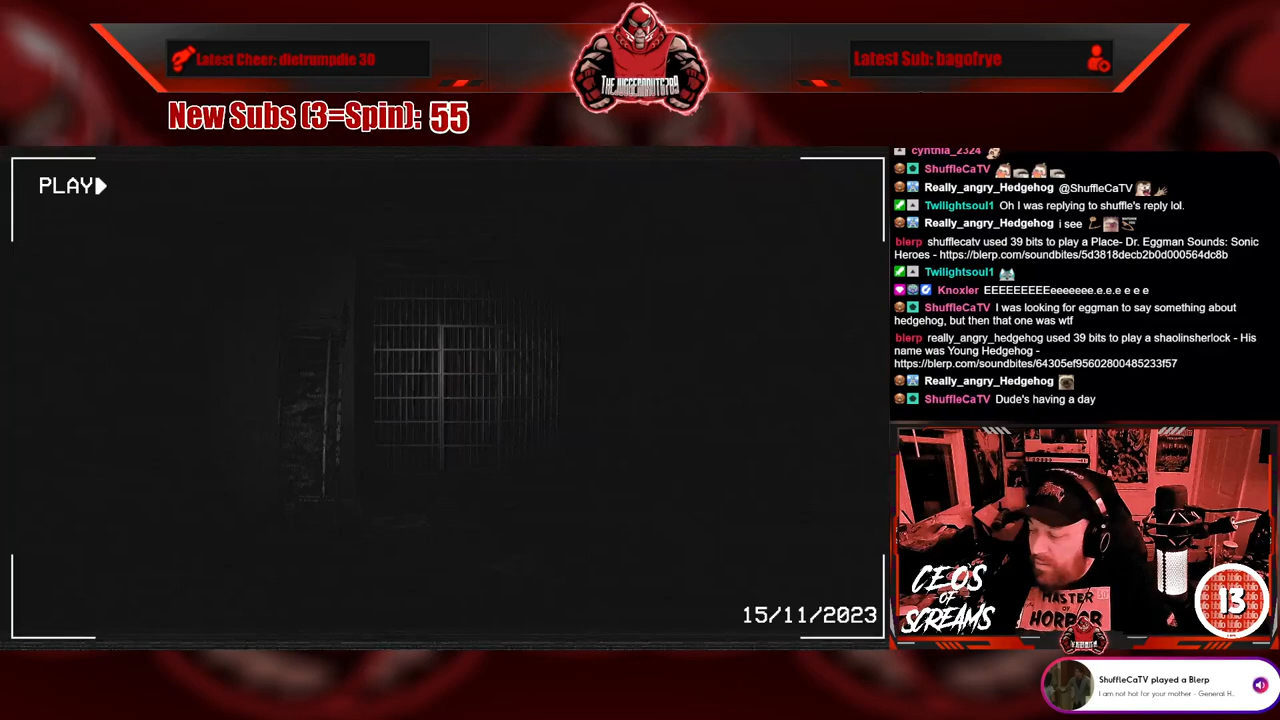 Latest Cheer: dietrumpdie 30
THEJUGGERNAUT6789
Latest Sub: bagofrye
New Subs (3=Spin): 55
PLAY
15/11/2023
cynthia_2324
ShuffleCaTV
Really_angry_Hedgehog @ShuffleCaTV
Twilightsoul1 Oh I was replying to shuffle's reply lol.
Really_angry_Hedgehog i see
blerp shufflecatv used 39 bits to play a Place- Dr. Eggman Sounds: Sonic
Heroes - https://blerp.com/soundbites/5d3818decb2b0d000564dc8b
Twilightsoul1
Knoxler EEEEEEEEEeeeeeee.e.e.e e e e
ShuffleCaTV I was looking for eggman to say something about
hedgehog, but then that one was wtf
blerp really_angry_hedgehog used 39 bits to play a shaolinsherlock - His
name was Young Hedgehog -
https://blerp.com/soundbites/64305ef95602800485233f57
Really_angry_Hedgehog
ShuffleCaTV Dude's having a day
CEO'S
OF
SCREAMS
MASTER
OF
HORROR
13
ShuffleCaTV played a Blerp
I am not hot for your mother - General H..